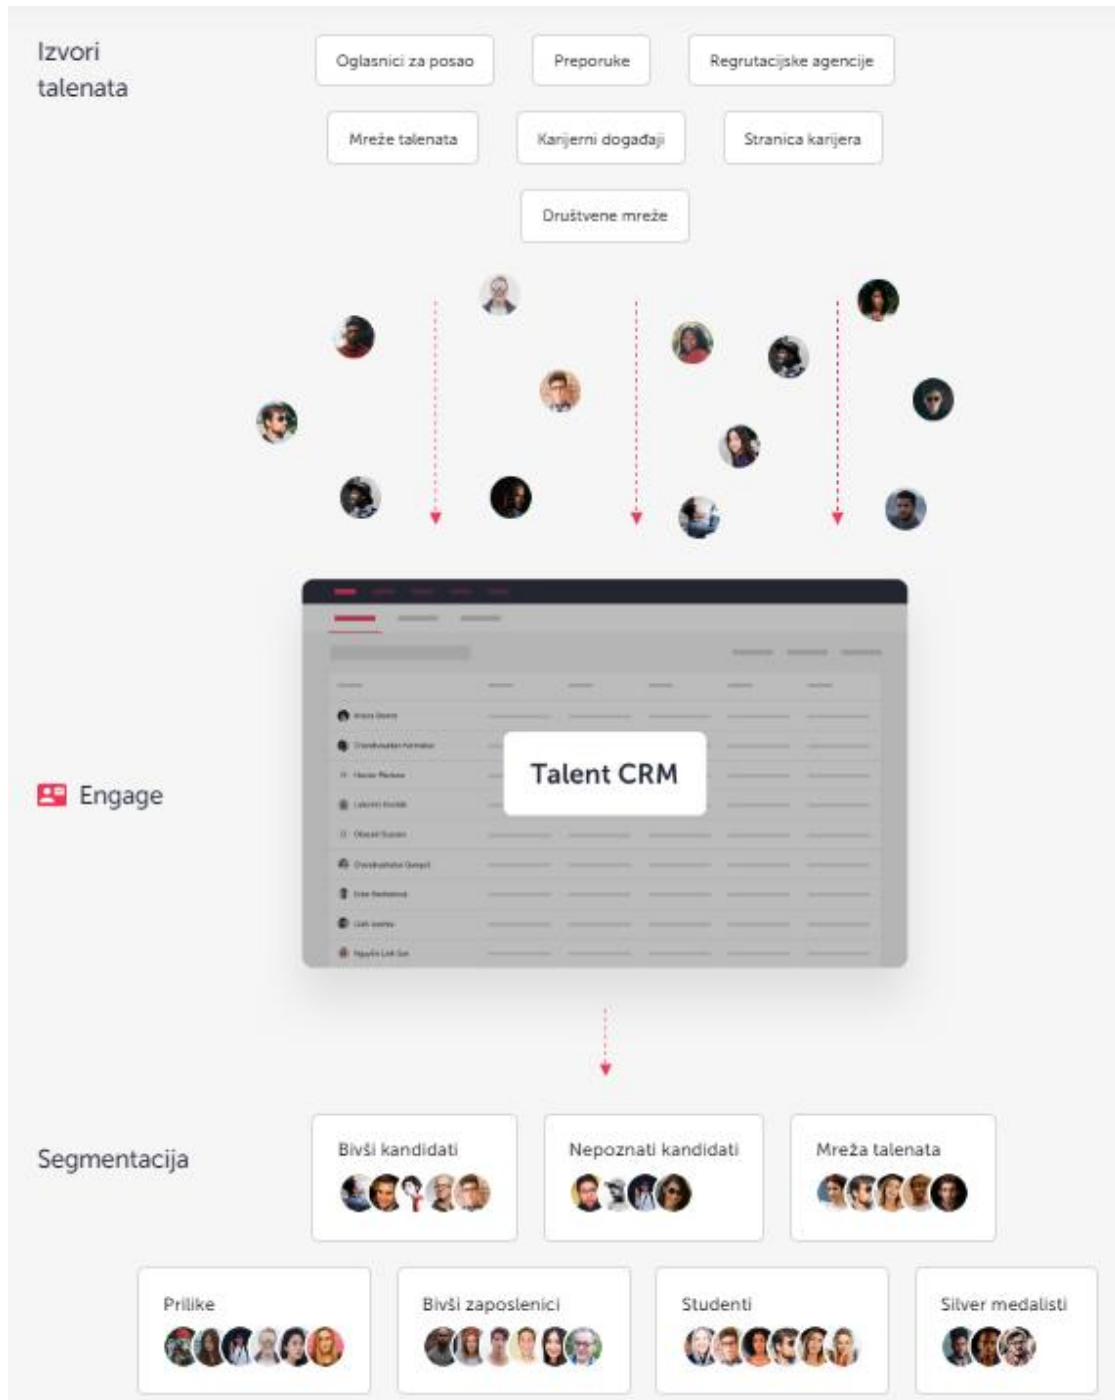 Izvori
talenata
Oglasnici za posao
Preporuke
Regrutacijske agencije
Mreže talenata
Karijerni događaji
Stranica karijera
Društvene mreže
Talent CRM
Engage
Segmentacija
Bivši kandidati
Nepoznati kandidati
Mreža talenata
Prilike
Bivši zaposlenici
Studenti
Silver medalisti